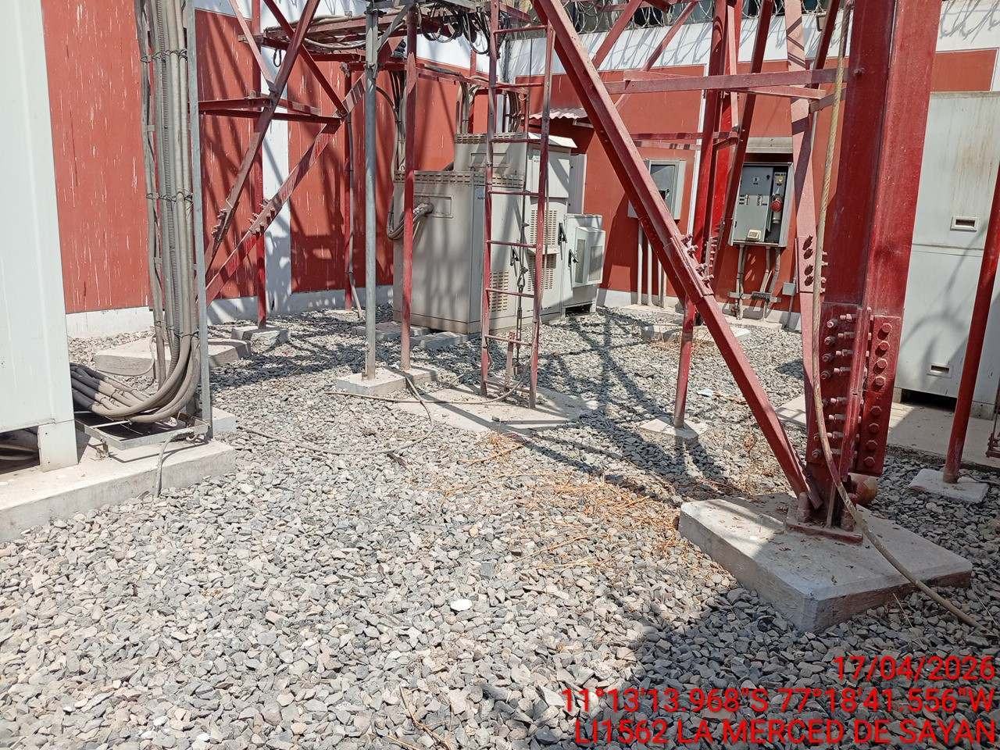 17/04/2026
11°13'13.968"S 77°18'41.556"W
LI1562 LA MERCED DE SAYAN